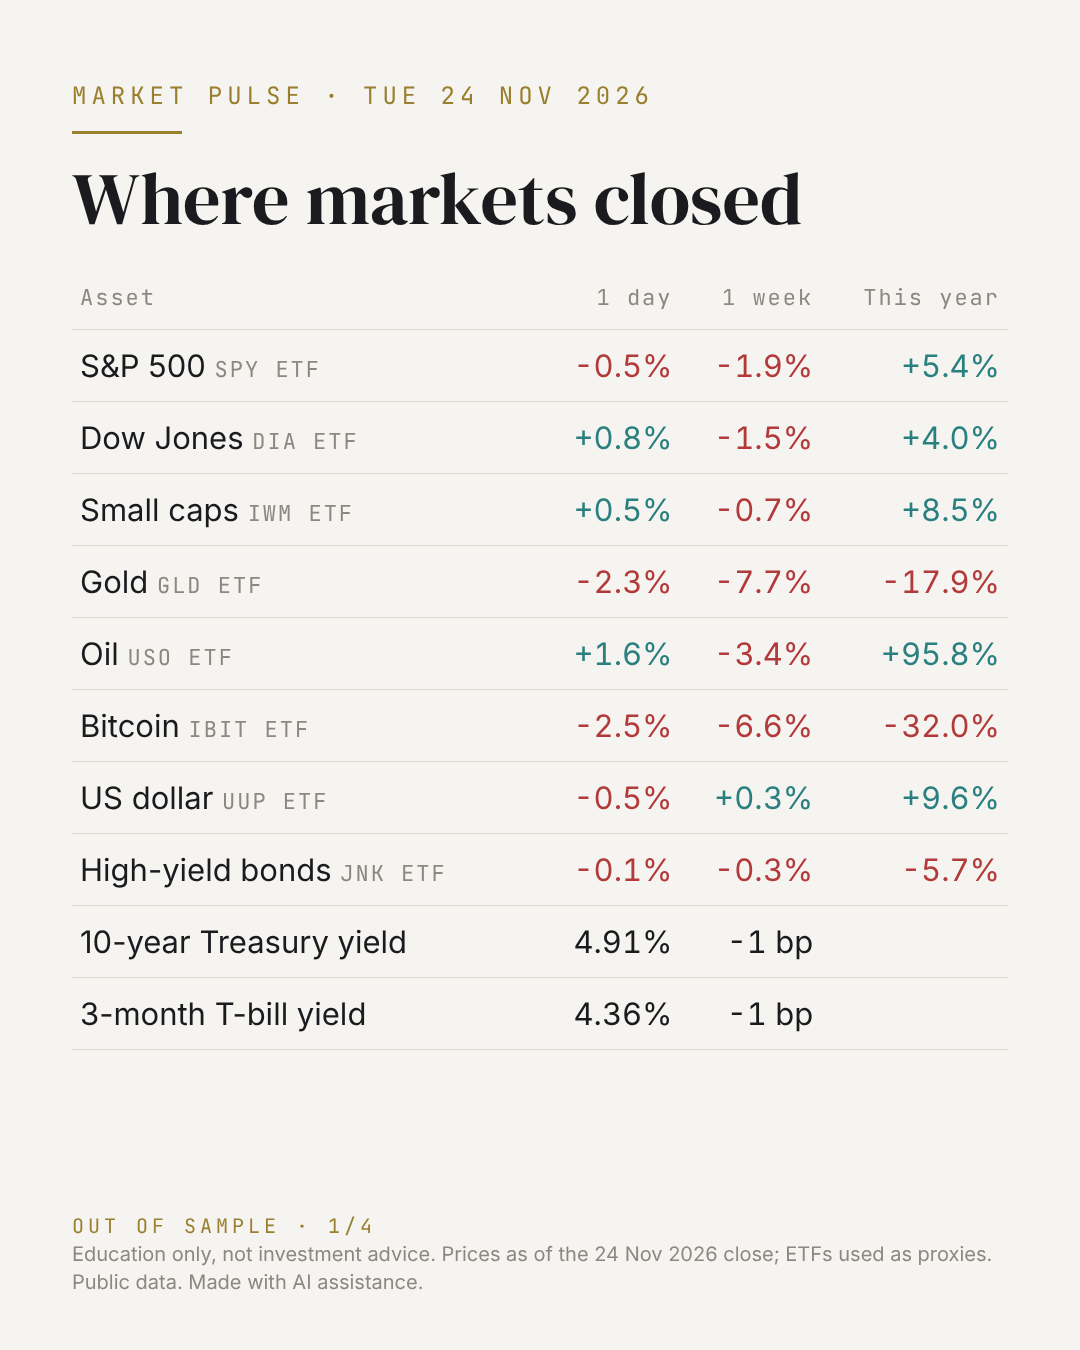 MARKET PULSE · TUE 24 NOV 2026
Where markets closed
Asset 1 day 1 week This year
S&P 500 SPY ETF -0.5% -1.9% +5.4%
Dow Jones DIA ETF +0.8% -1.5% +4.0%
Small caps IWM ETF +0.5% -0.7% +8.5%
Gold GLD ETF -2.3% -7.7% -17.9%
Oil USO ETF +1.6% -3.4% +95.8%
Bitcoin IBIT ETF -2.5% -6.6% -32.0%
US dollar UUP ETF -0.5% +0.3% +9.6%
High-yield bonds JNK ETF -0.1% -0.3% -5.7%
10-year Treasury yield 4.91% -1 bp
3-month T-bill yield 4.36% -1 bp
OUT OF SAMPLE · 1/4
Education only, not investment advice. Prices as of the 24 Nov 2026 close; ETFs used as proxies.
Public data. Made with AI assistance.